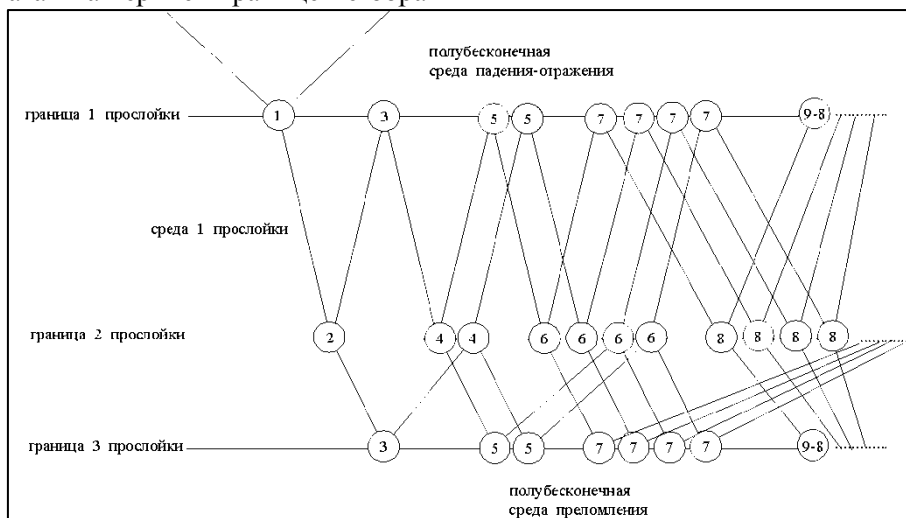 полубесконечная
среда падения-отражения
граница 1 прослойки
1 3 5 5 7 7 7 7 9-8
среда 1 прослойки
граница 2 прослойки
2 4 4 6 6 6 6 8 8 8 8
граница 3 прослойки
3 5 5 7 7 7 7 9-8
полубесконечная
среда преломления